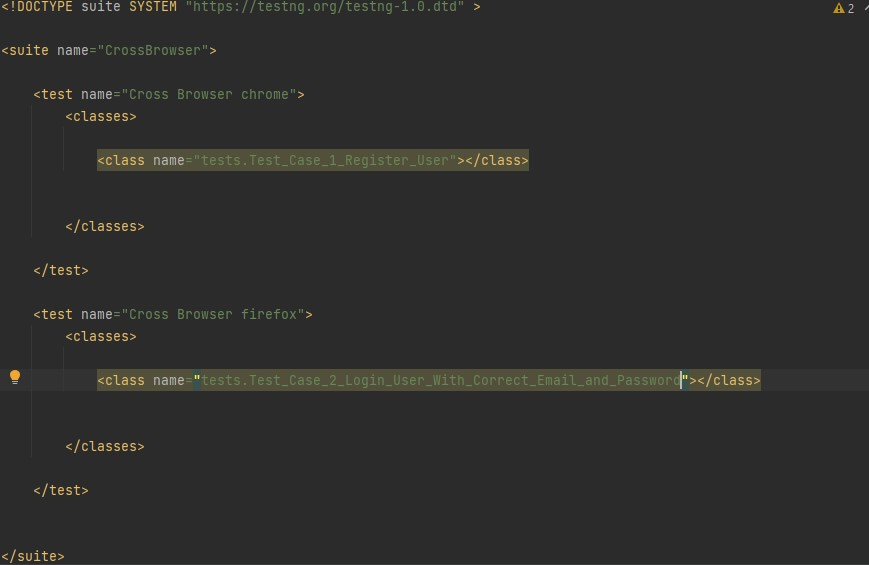 <!DOCTYPE suite SYSTEM "https://testng.org/testng-1.0.dtd" >
2
<suite name="CrossBrowser">
<test name="Cross Browser chrome">
<classes>
<class name="tests.Test_Case_1_Register_User"></class>
</classes>
</test>
<test name="Cross Browser firefox">
<classes>
<class name="tests.Test_Case_2_Login_User_With_Correct_Email_and_Password"></class>
</classes>
</test>
</suite>